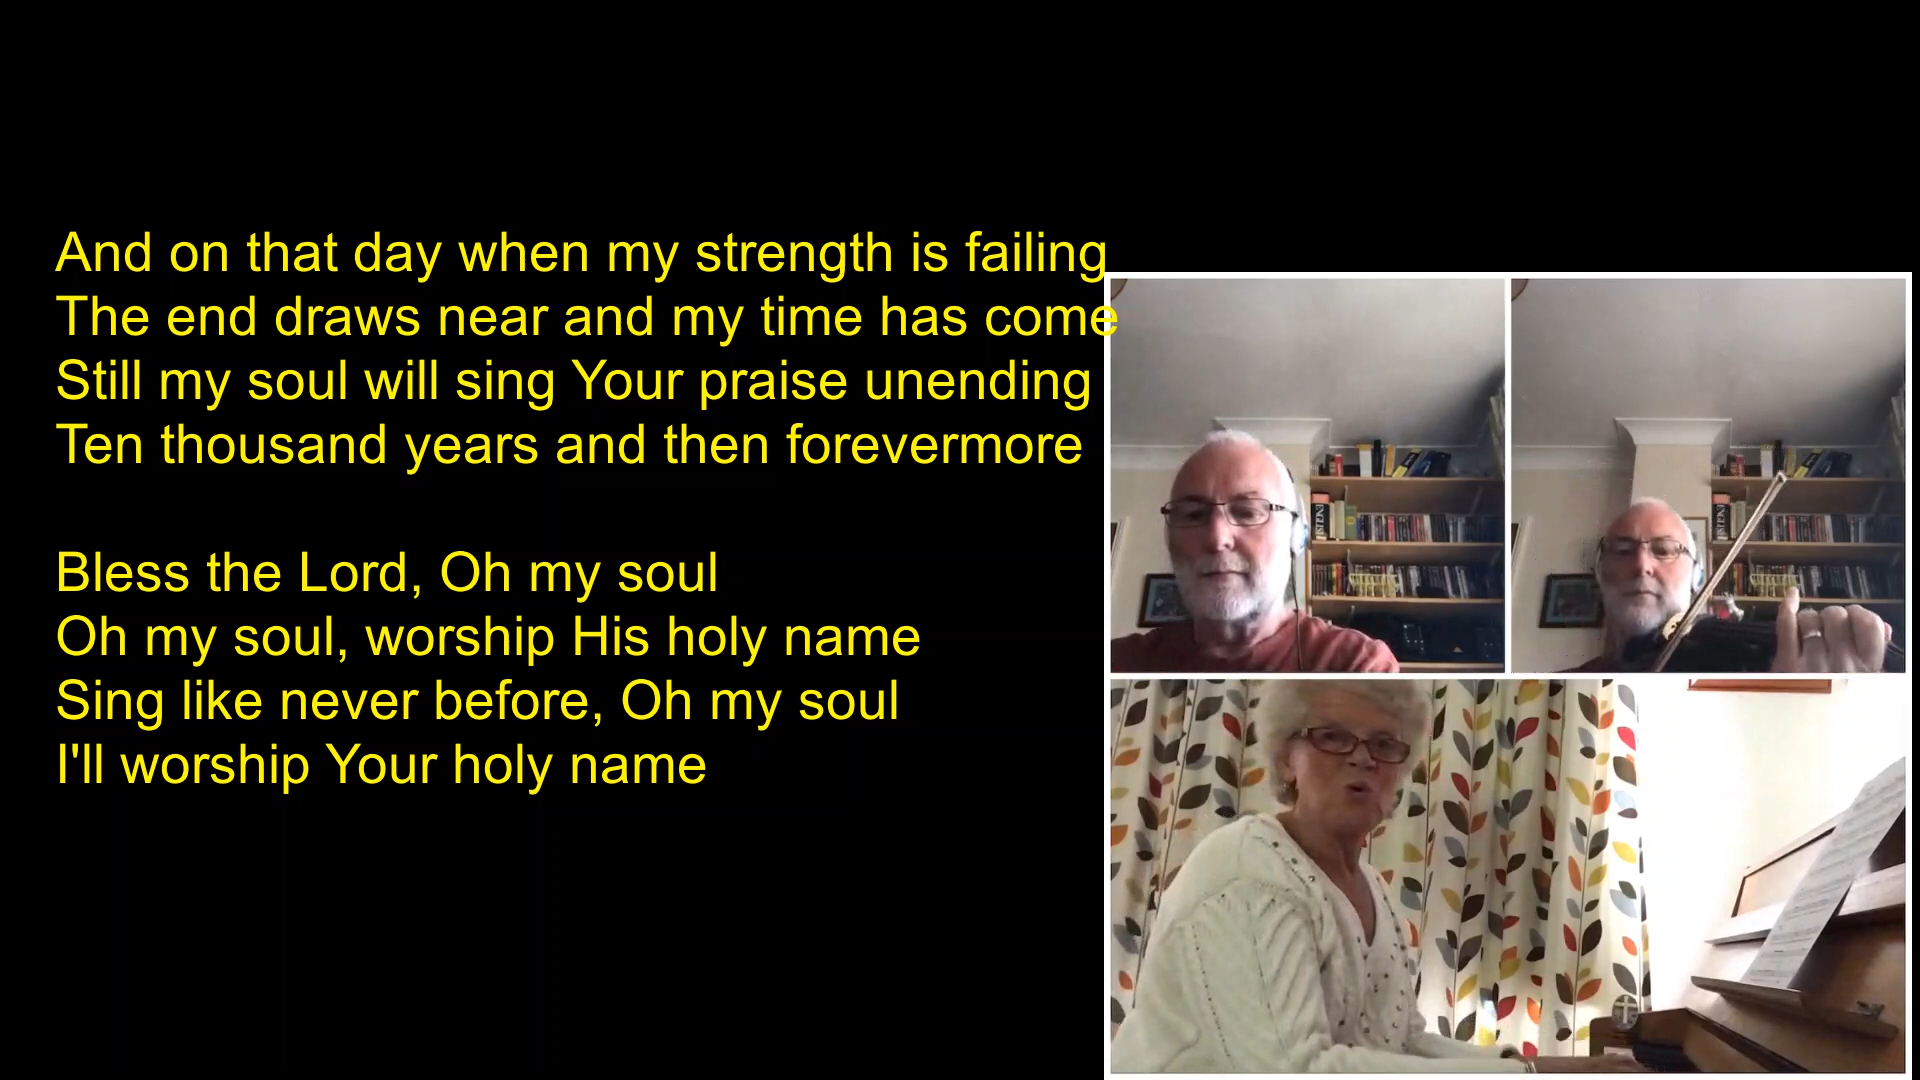 And on that day when my strength is failing
The end draws near and my time has come
Still my soul will sing Your praise unending
Ten thousand years and then forevermore
Bless the Lord, Oh my soul
Oh my soul, worship His holy name
Sing like never before, Oh my soul
I'll worship Your holy name
ENGLISH